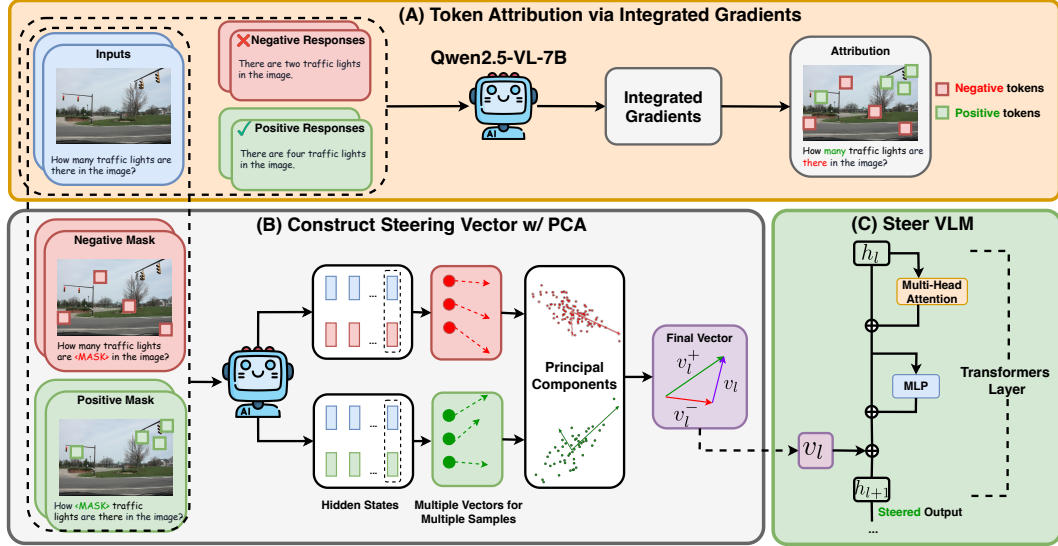 (A) Token Attribution via Integrated Gradients
Inputs
How many traffic lights are
there in the image?
Negative Responses
There are two traffic lights
in the image.
Positive Responses
There are four traffic lights
in the image.
Qwen2.5-VL-7B
AI
Integrated
Gradients
Attribution
How many traffic lights are
there in the image?
Negative tokens
Positive tokens
(B) Construct Steering Vector w/ PCA
Negative Mask
How many traffic lights
are <MASK> in the image?
Positive Mask
How <MASK> traffic
lights are there in the image?
AI
...
...
Hidden States
Multiple Vectors for
Multiple Samples
Principal
Components
Final Vector
v_l^+
v_l
v_l^-
(C) Steer VLM
h_l
Multi-Head
Attention
MLP
Transformers
Layer
v_l
h_{l+1}
Steered Output
...